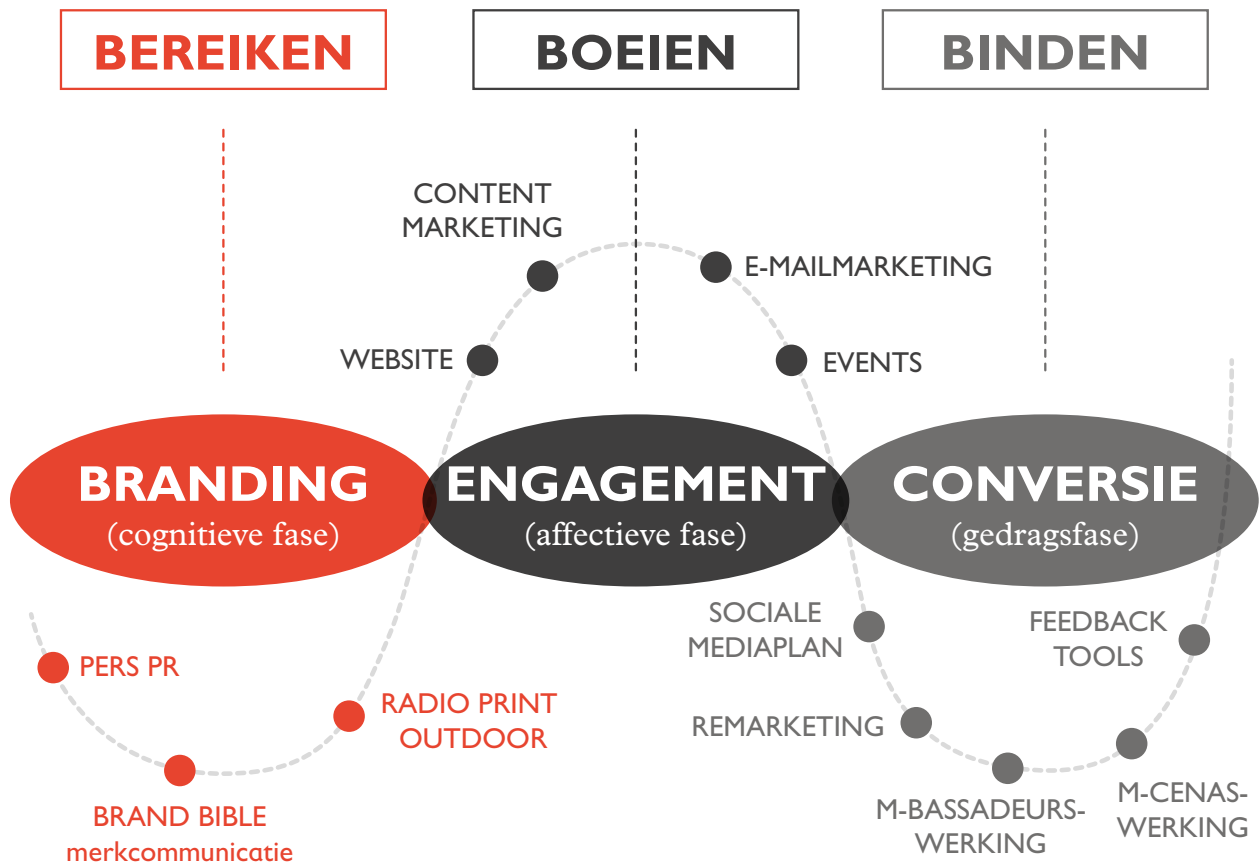 BEREIKEN
BOEIEN
BINDEN
CONTENT
MARKETING
E-MAILMARKETING
WEBSITE
EVENTS
BRANDING
(cognitieve fase)
ENGAGEMENT
(affectieve fase)
CONVERSIE
(gedragsfase)
PERS PR
BRAND BIBLE
merkcommunicatie
RADIO PRINT
OUTDOOR
SOCIALE
MEDIAPLAN
REMARKETING
M-BASSADEURS-
WERKING
M-CENAS-
WERKING
FEEDBACK
TOOLS